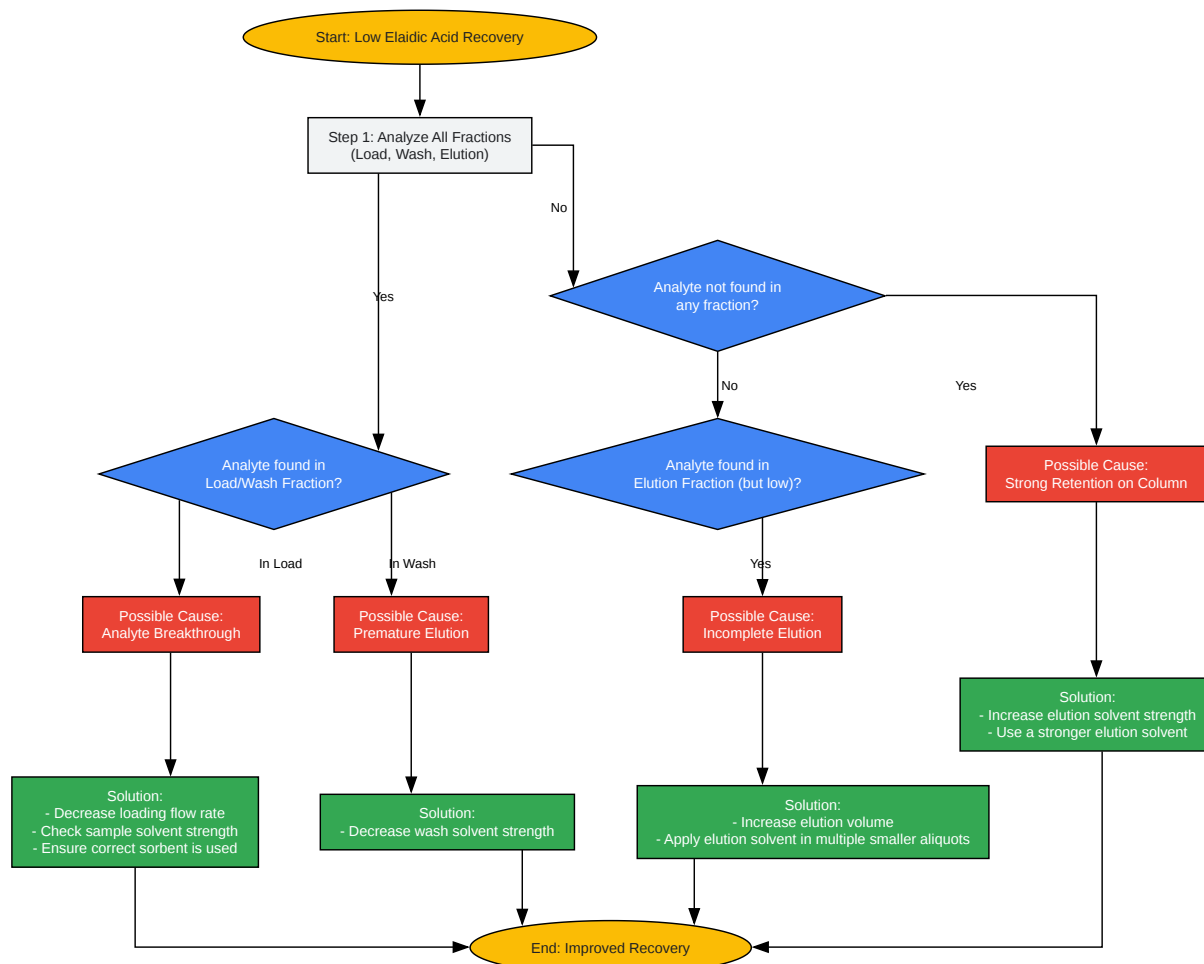 Start: Low Elaidic Acid Recovery
Step 1: Analyze All Fractions
(Load, Wash, Elution)
No
Yes
Analyte not found in
any fraction?
No
Yes
Analyte found in
Load/Wash Fraction?
Analyte found in
Elution Fraction (but low)?
Possible Cause:
Strong Retention on Column
In Load
In Wash
Yes
Possible Cause:
Analyte Breakthrough
Possible Cause:
Premature Elution
Possible Cause:
Incomplete Elution
Solution:
- Increase elution solvent strength
- Use a stronger elution solvent
Solution:
- Decrease loading flow rate
- Check sample solvent strength
- Ensure correct sorbent is used
Solution:
- Decrease wash solvent strength
Solution:
- Increase elution volume
- Apply elution solvent in multiple smaller aliquots
End: Improved Recovery